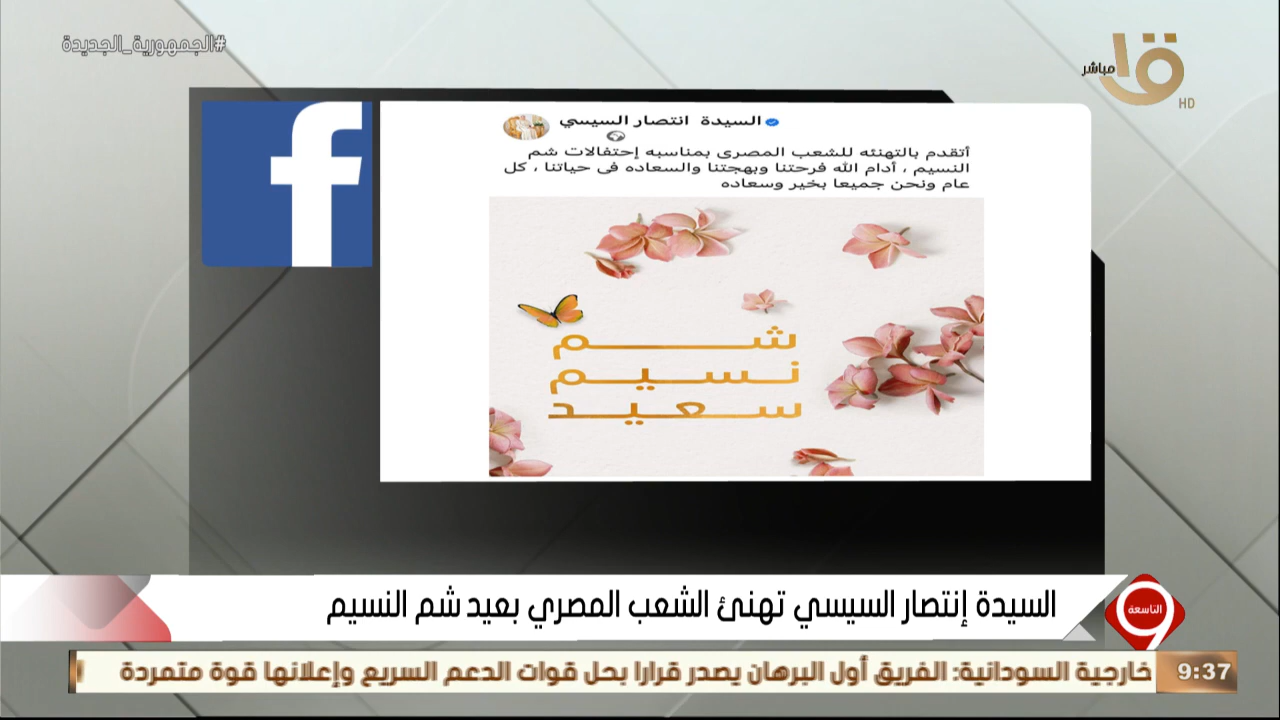 #الجمهورية_الجديدة
مباشر
HD
السيدة انتصار السيسي
أتقدم بالتهنئه للشعب المصرى بمناسبه إحتفالات شم
النسيم ، أدام الله فرحتنا وبهجتنا والسعاده فى حياتنا ، كل
عام ونحن جميعا بخير وسعاده
شم
نسيم
سعيد
السيدة إنتصار السيسي تهنئ الشعب المصري بعيد شم النسيم
التاسعة
9
9:37
خارجية السودانية: الفريق أول البرهان يصدر قرارا بحل قوات الدعم السريع وإعلانها قوة متمردة